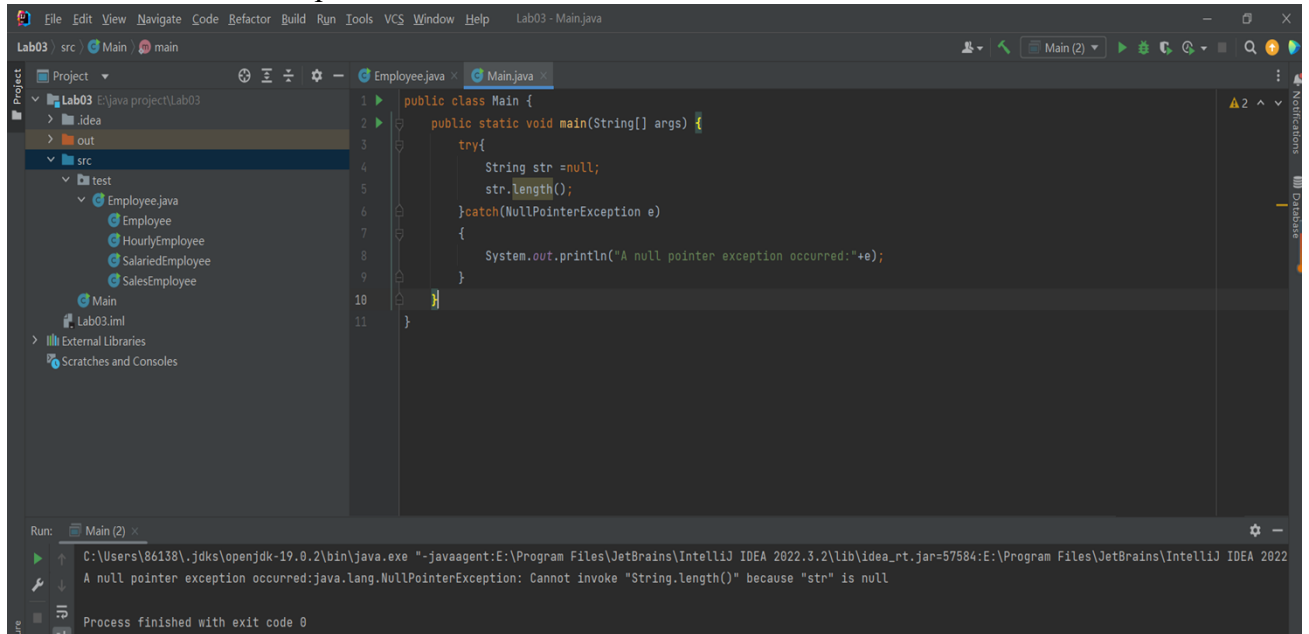 File Edit View Navigate Code Refactor Build Run Tools VCS Window Help Lab03 - Main.java
Lab03 src Main main Main (2)
Project
Project
Employee.java Main.java
Lab03 E:\java project\Lab03
.idea
out
src
test
Employee.java
Employee
HourlyEmployee
SalariedEmployee
SalesEmployee
Main
Lab03.iml
External Libraries
Scratches and Consoles
1 public class Main {
2 public static void main(String[] args) {
3 try{
4 String str =null;
5 str.length();
6 }catch(NullPointerException e)
7 {
8 System.out.println("A null pointer exception occurred:"+e);
9 }
10 }
11 }
2
Notifications
Database
Run: Main (2)
C:\Users\86138\.jdks\openjdk-19.0.2\bin\java.exe "-javaagent:E:\Program Files\JetBrains\IntelliJ IDEA 2022.3.2\lib\idea_rt.jar=57584:E:\Program Files\JetBrains\IntelliJ IDEA 2022
A null pointer exception occurred:java.lang.NullPointerException: Cannot invoke "String.length()" because "str" is null
Process finished with exit code 0